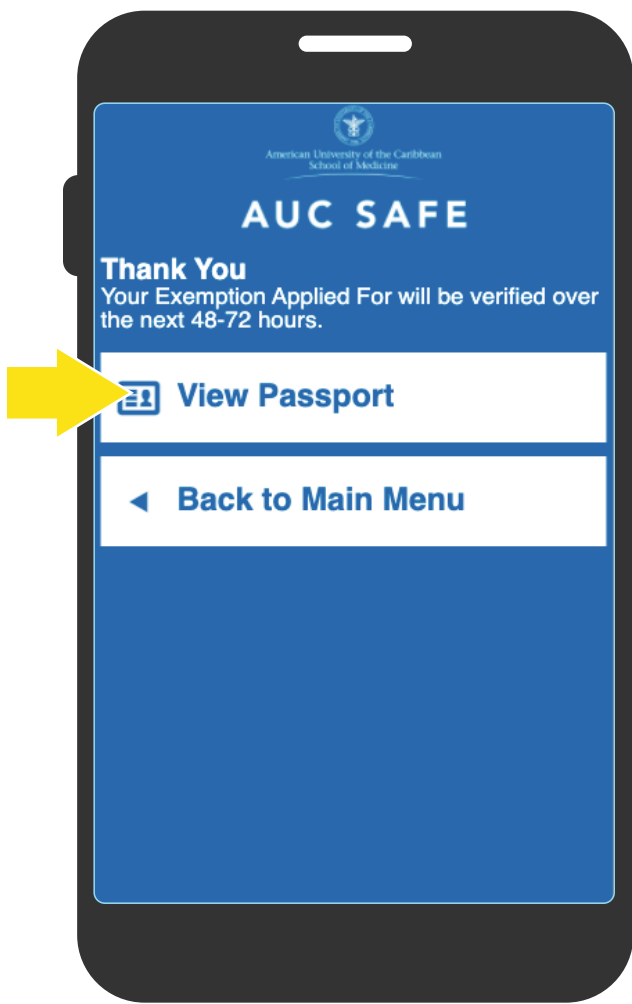 American University of the Caribbean
School of Medicine
AUC SAFE
Thank You
Your Exemption Applied For will be verified over
the next 48-72 hours.
View Passport
Back to Main Menu